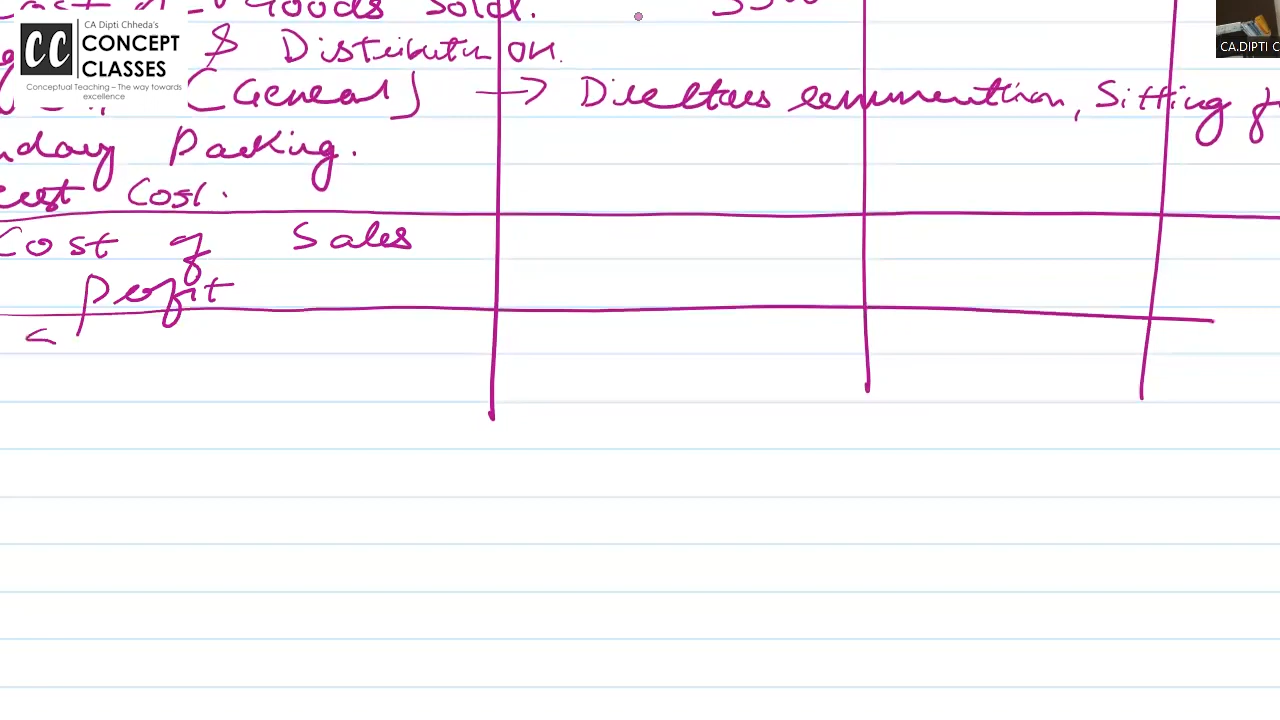 Goods Sold.
CA Dipti Chheda's
CC CONCEPT
CLASSES
Conceptual Teaching – The way towards
excellence
CA.DIPTI C
& Distribution.
[General] → Directors remuneration, Sitting
Packing.
Cost.
Cost of Sales
Profit